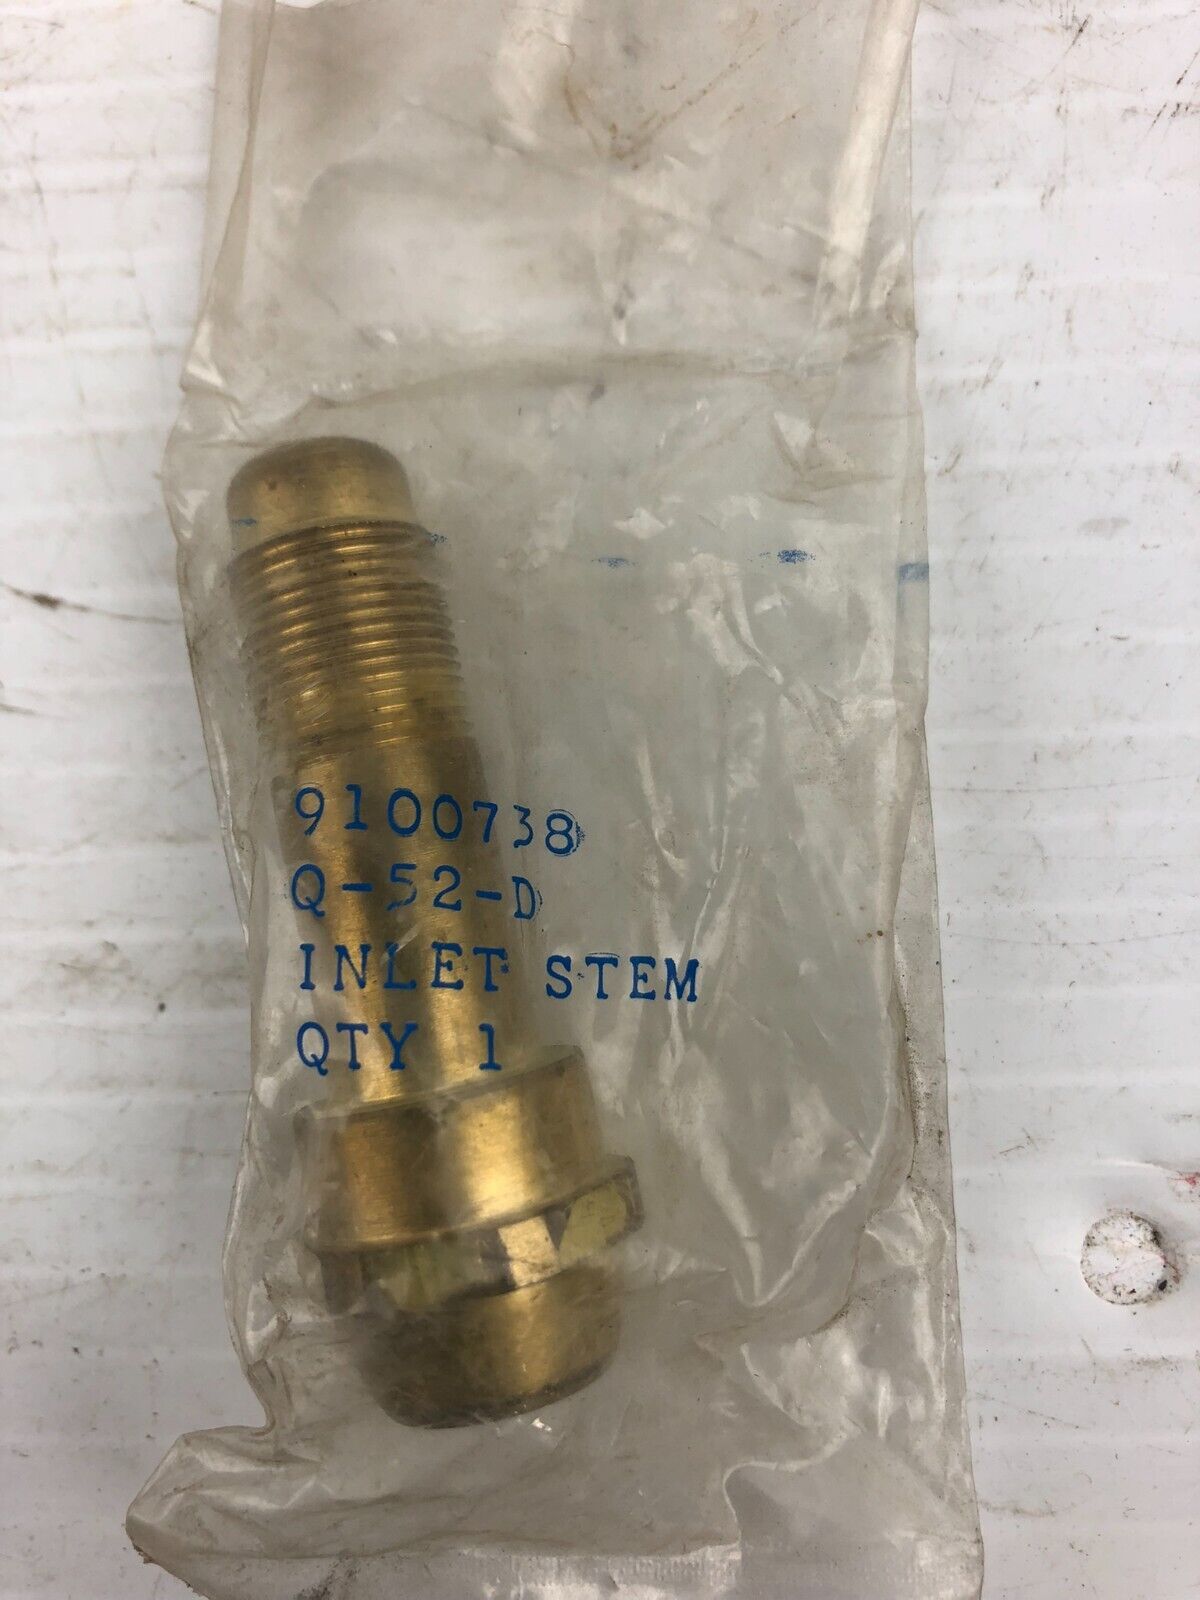 9100738
Q-52-D
INLET STEM
QTY 1